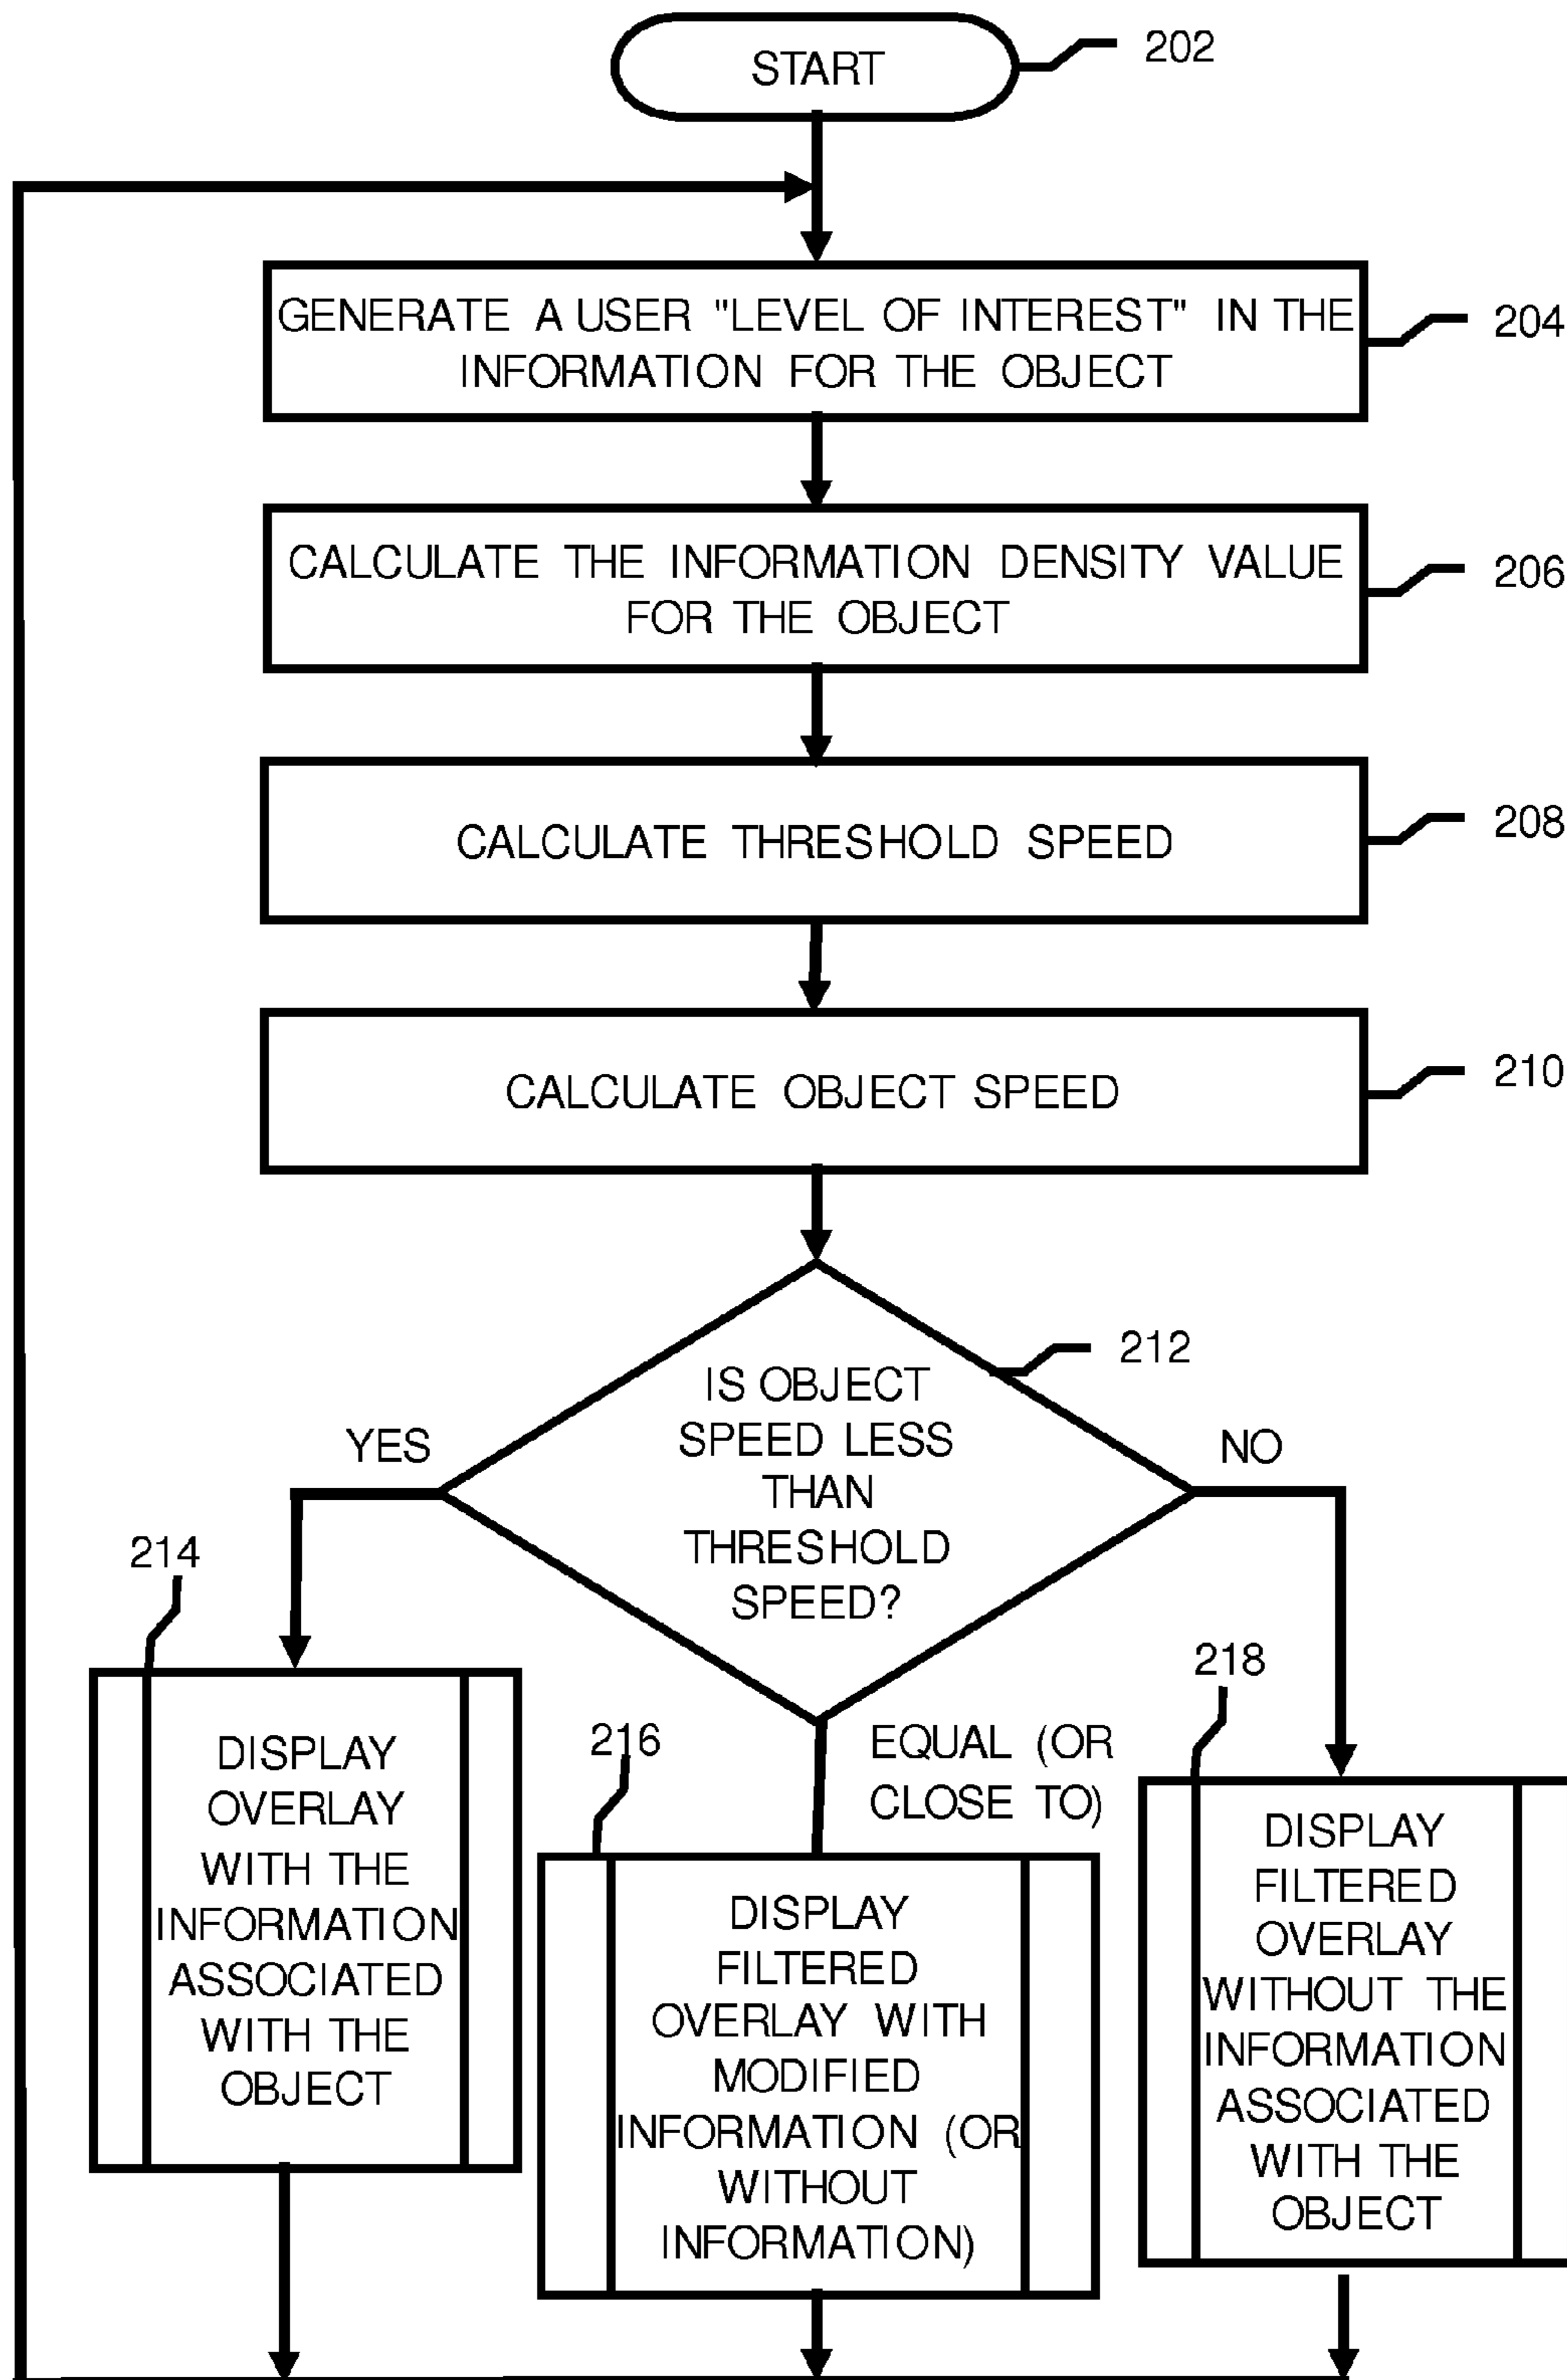 START
202
GENERATE A USER "LEVEL OF INTEREST" IN THE
INFORMATION FOR THE OBJECT
204
CALCULATE THE INFORMATION DENSITY VALUE
FOR THE OBJECT
206
CALCULATE THRESHOLD SPEED
208
CALCULATE OBJECT SPEED
210
212
IS OBJECT
SPEED LESS
THAN
THRESHOLD
SPEED?
YES
NO
214
DISPLAY
OVERLAY
WITH THE
INFORMATION
ASSOCIATED
WITH THE
OBJECT
216
EQUAL (OR
CLOSE TO)
DISPLAY
FILTERED
OVERLAY WITH
MODIFIED
INFORMATION (OR
WITHOUT
INFORMATION)
218
DISPLAY
FILTERED
OVERLAY
WITHOUT THE
INFORMATION
ASSOCIATED
WITH THE
OBJECT